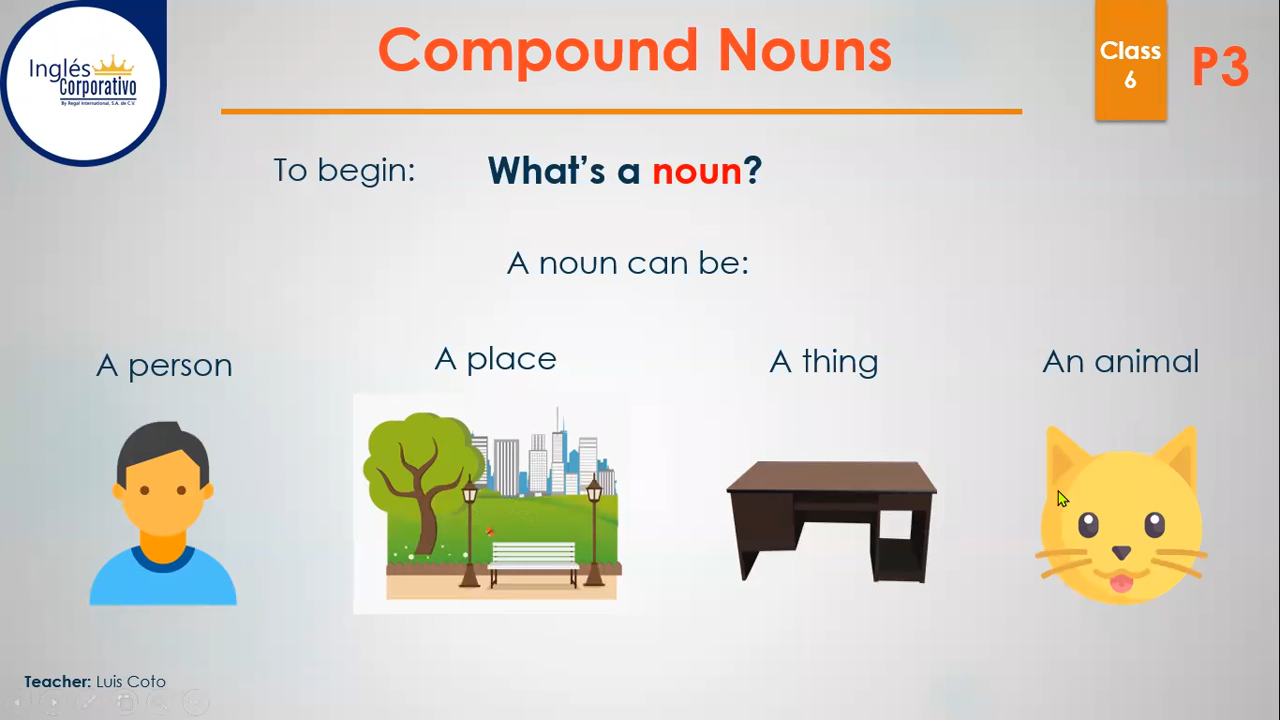 Inglés
Corporativo
By Regal International, S.A. de C.V.
Compound Nouns
Class
6
P3
To begin: What's a noun?
A noun can be:
A person
A place
A thing
An animal
Teacher: Luis Coto